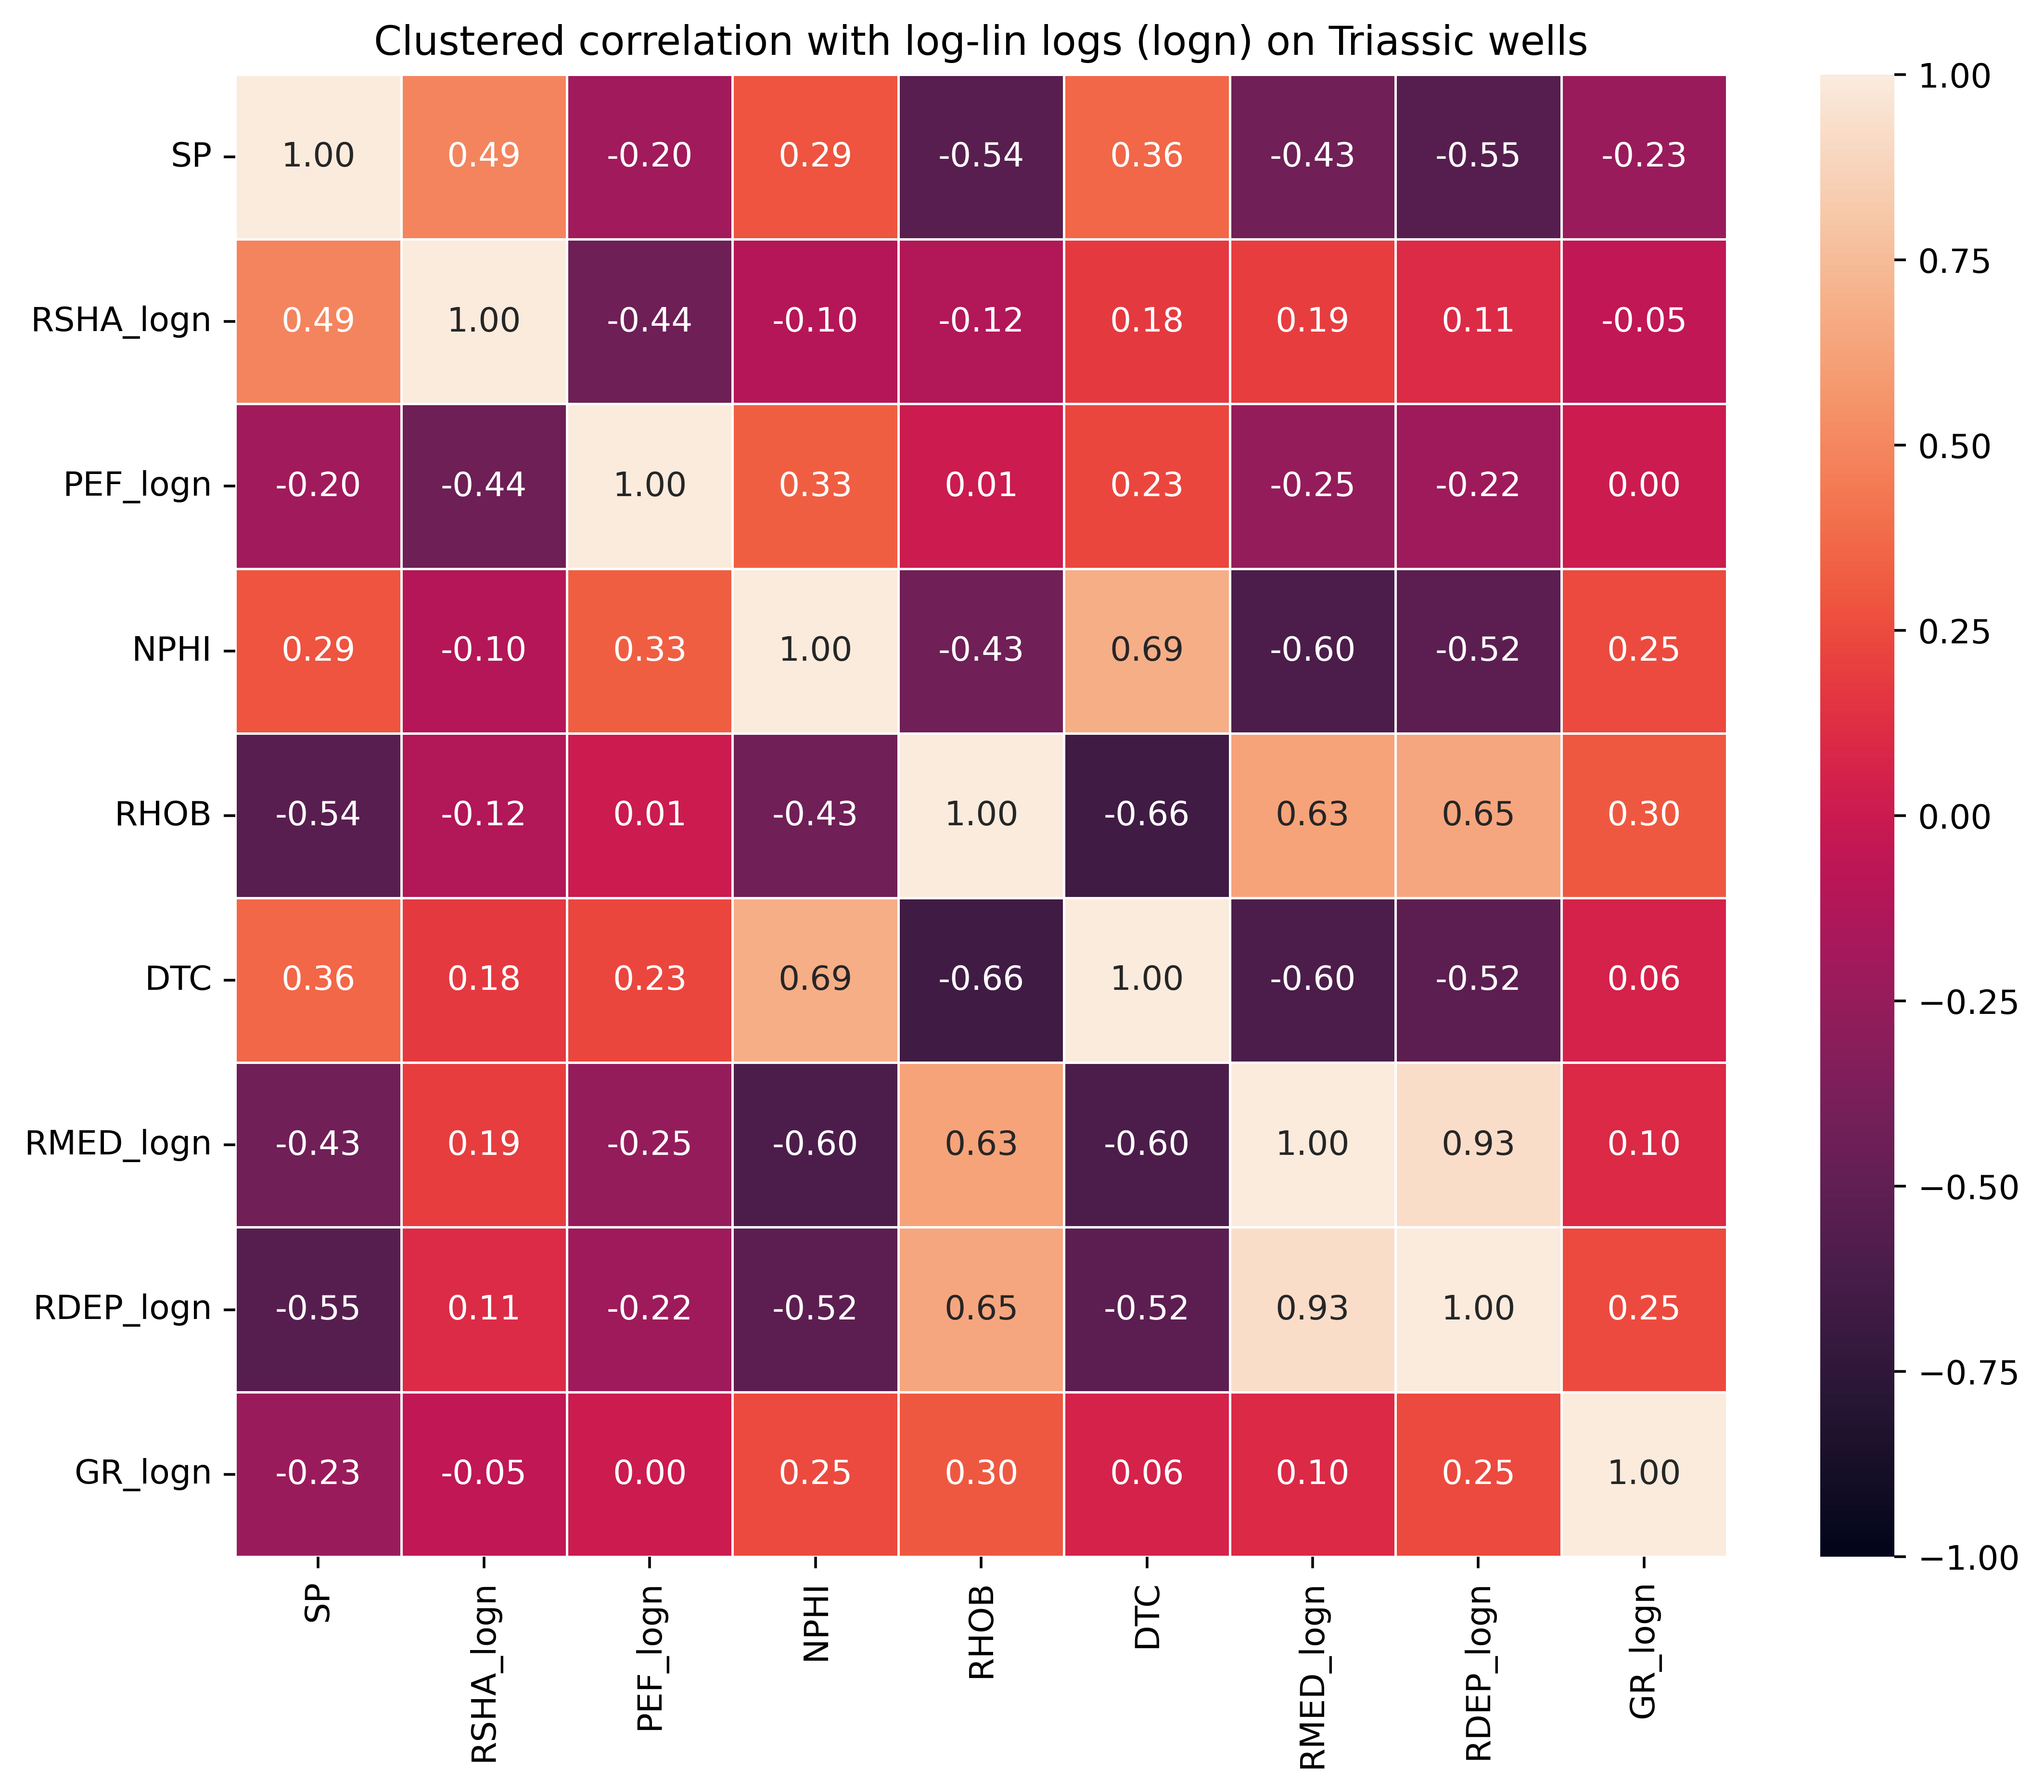 Clustered correlation with log-lin logs (logn) on Triassic wells
SP 1.00 0.49 -0.20 0.29 -0.54 0.36 -0.43 -0.55 -0.23
RSHA_logn 0.49 1.00 -0.44 -0.10 -0.12 0.18 0.19 0.11 -0.05
PEF_logn -0.20 -0.44 1.00 0.33 0.01 0.23 -0.25 -0.22 0.00
NPHI 0.29 -0.10 0.33 1.00 -0.43 0.69 -0.60 -0.52 0.25
RHOB -0.54 -0.12 0.01 -0.43 1.00 -0.66 0.63 0.65 0.30
DTC 0.36 0.18 0.23 0.69 -0.66 1.00 -0.60 -0.52 0.06
RMED_logn -0.43 0.19 -0.25 -0.60 0.63 -0.60 1.00 0.93 0.10
RDEP_logn -0.55 0.11 -0.22 -0.52 0.65 -0.52 0.93 1.00 0.25
GR_logn -0.23 -0.05 0.00 0.25 0.30 0.06 0.10 0.25 1.00
SP RSHA_logn PEF_logn NPHI RHOB DTC RMED_logn RDEP_logn GR_logn
1.00
0.75
0.50
0.25
0.00
−0.25
−0.50
−0.75
−1.00